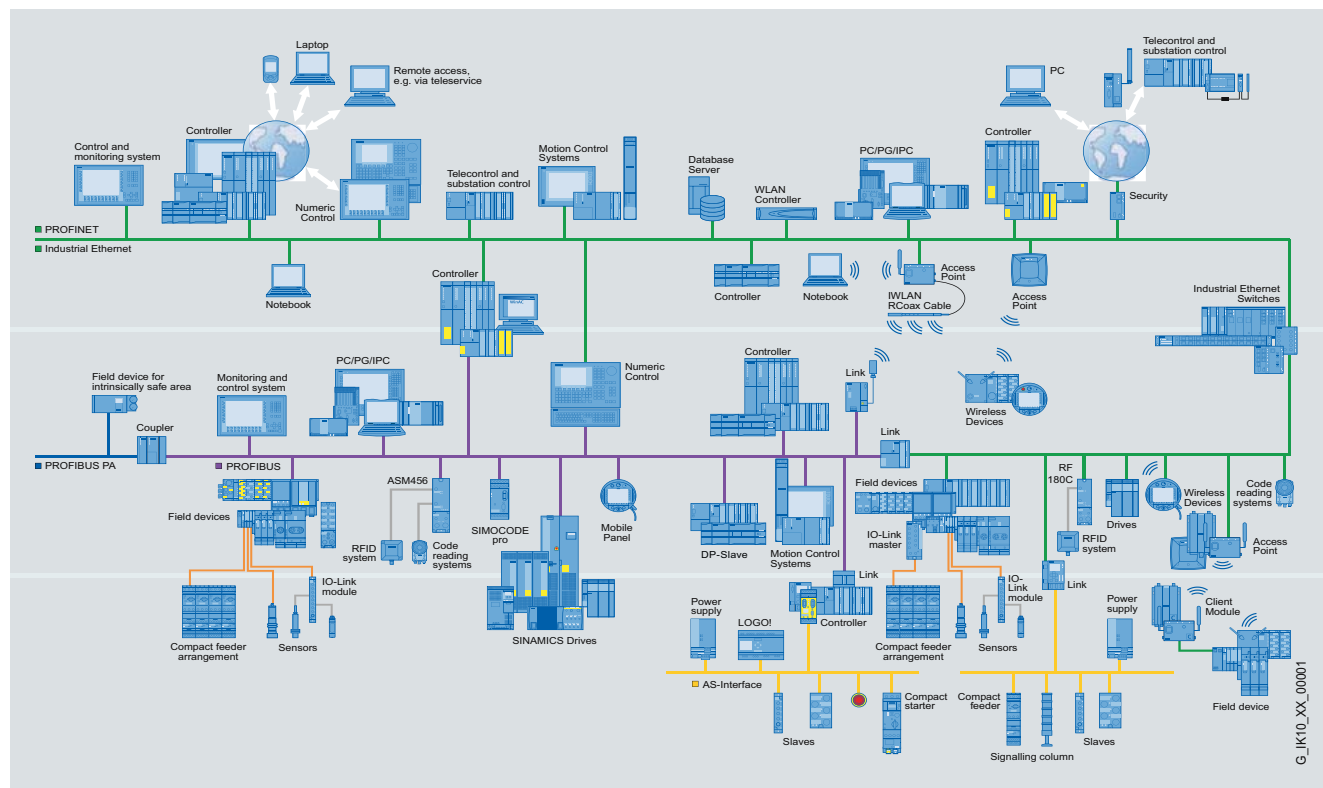 Laptop
Remote access,
e.g. via teleservice
Telecontrol and
substation control
PC
Controller
Control and
monitoring system
Numeric
Control
Telecontrol and
substation control
Motion Control
Systems
Database
Server
WLAN
Controller
PC/PG/IPC
Controller
Security
PROFINET
Industrial Ethernet
Notebook
Controller
Controller
Notebook
Access
Point
IWLAN
RCoax Cable
Access
Point
Industrial Ethernet
Switches
Field device for
intrinsically safe area
Monitoring and
control system
PC/PG/IPC
Numeric
Control
Controller
Link
Wireless
Devices
Coupler
Link
PROFIBUS PA
PROFIBUS
Field devices
ASM456
RFID
system
Code
reading
systems
SIMOCODE
pro
Mobile
Panel
DP-Slave
Motion Control
Systems
Field devices
IO-Link
master
RF
180C
RFID
system
Drives
Wireless
Devices
Access
Point
Code
reading
systems
IO-Link
module
Compact feeder
arrangement
Sensors
SINAMICS Drives
Link
Controller
Power
supply
LOGO!
Compact feeder
arrangement
IO-
Link
module
Sensors
Link
Power
supply
Client
Module
Field device
AS-Interface
Slaves
Compact
starter
Compact
feeder
Signalling column
Slaves
G_IK10_XX_00001